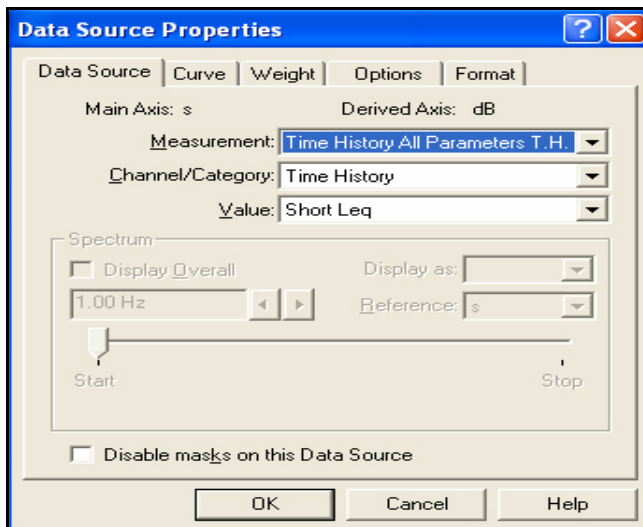 Data Source Properties
Data Source Curve Weight Options Format
Main Axis: s Derived Axis: dB
Measurement: Time History All Parameters T.H.
Channel/Category: Time History
Value: Short Leq
Spectrum
Display Overall Display as:
1.00 Hz Reference: s
Start Stop
Disable masks on this Data Source
OK Cancel Help